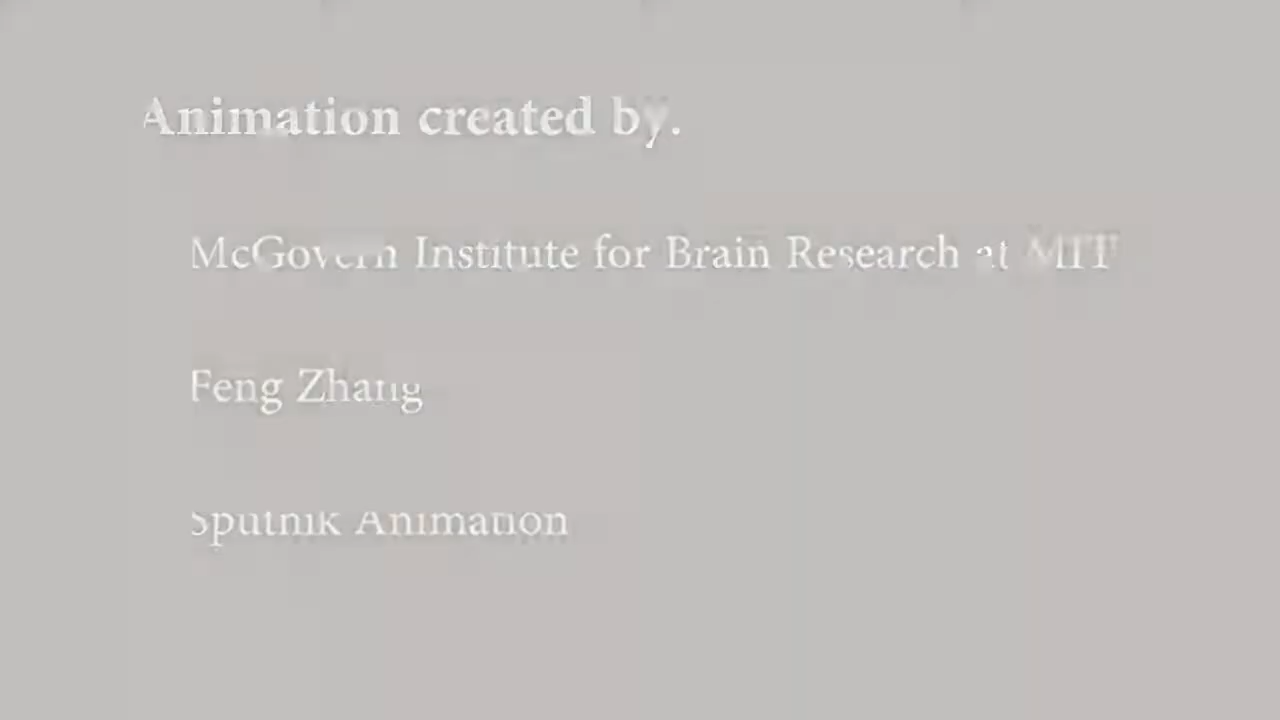 Animation created by.
McGovern Institute for Brain Research at MIT
Feng Zhang
Sputnik Animation